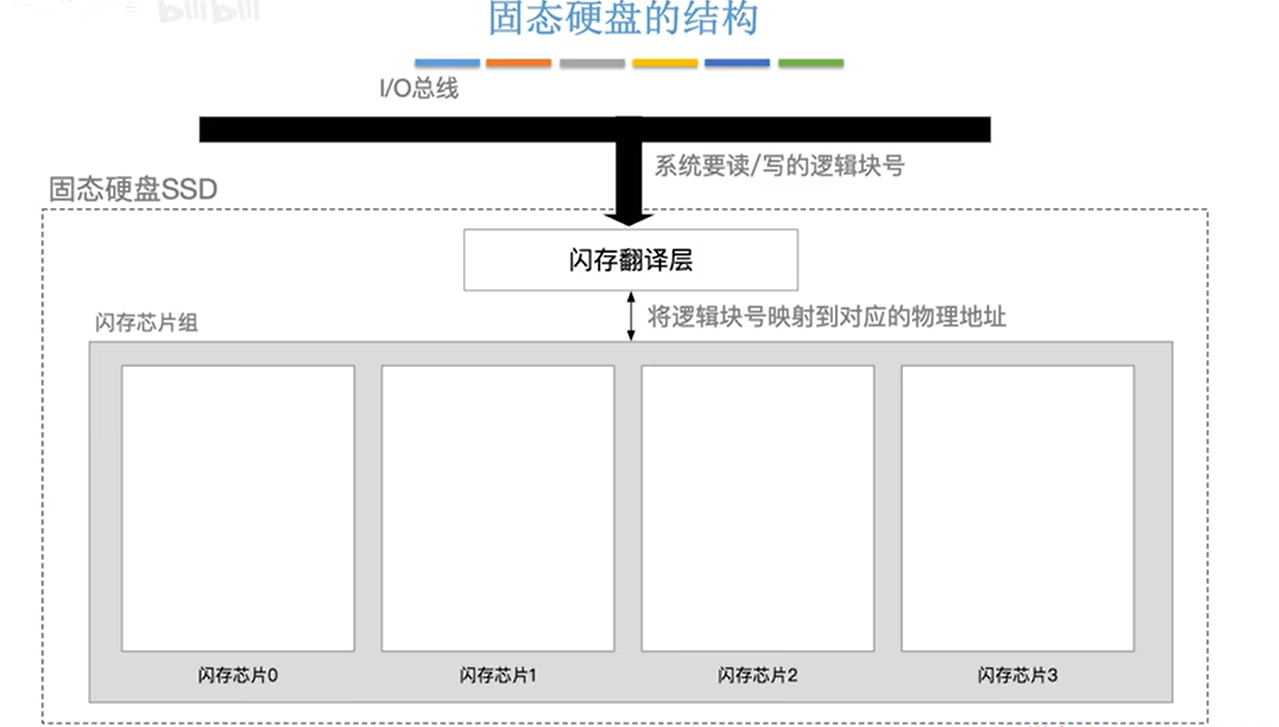 bilibili
固态硬盘的结构
I/O总线
系统要读/写的逻辑块号
固态硬盘SSD
闪存翻译层
将逻辑块号映射到对应的物理地址
闪存芯片组
闪存芯片0
闪存芯片1
闪存芯片2
闪存芯片3